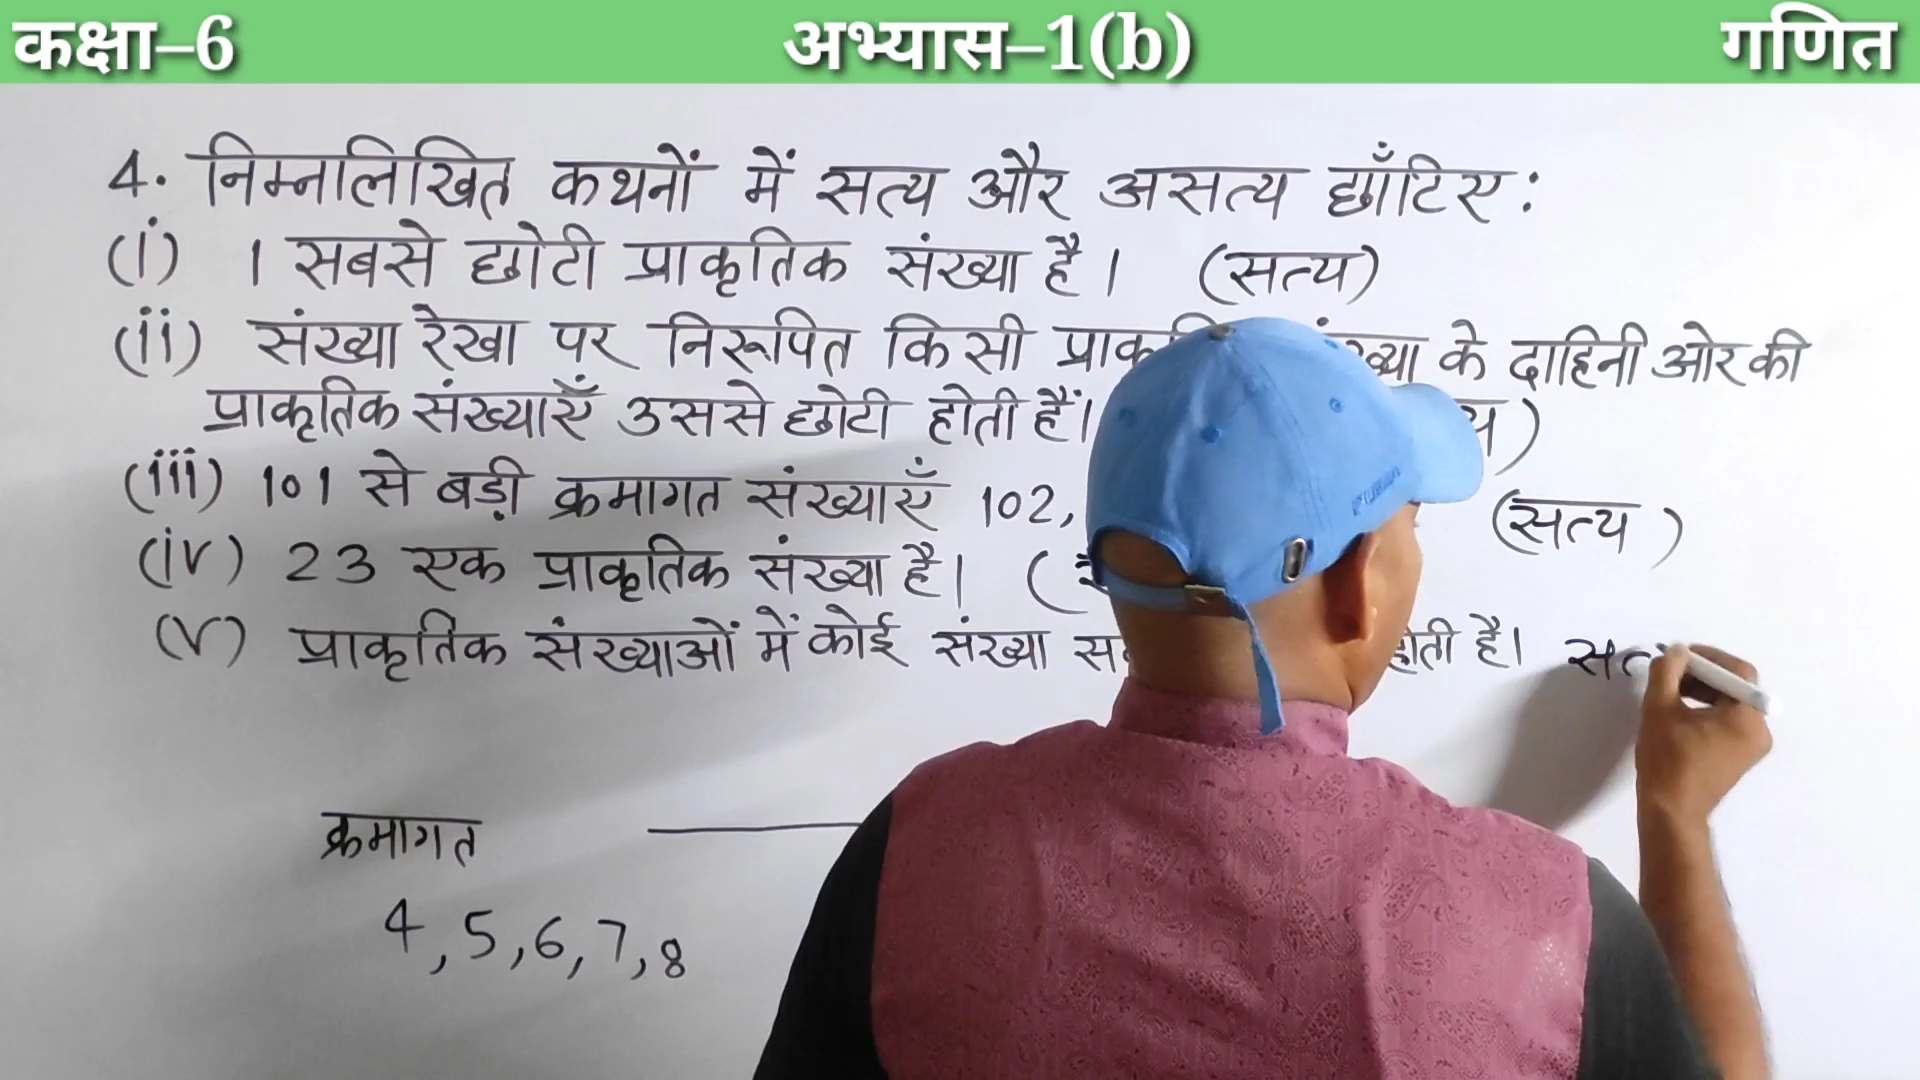 कक्षा–6 अभ्यास–1(b) गणित
4. निम्नलिखित कथनों में सत्य और असत्य छाँटिए:
(i) 1 सबसे छोटी प्राकृतिक संख्या है। (सत्य)
(ii) संख्या रेखा पर निरूपित किसी के दाहिनी ओर की
प्राकृतिक संख्याएँ उससे छोटी होती हैं।
(iii) 101 से बड़ी क्रमागत संख्याएँ 102, (सत्य)
(iv) 23 एक प्राकृतिक संख्या है। (
(v) प्राकृतिक संख्याओं में कोई संख्या होती है।
क्रमागत
4, 5, 6, 7, 8